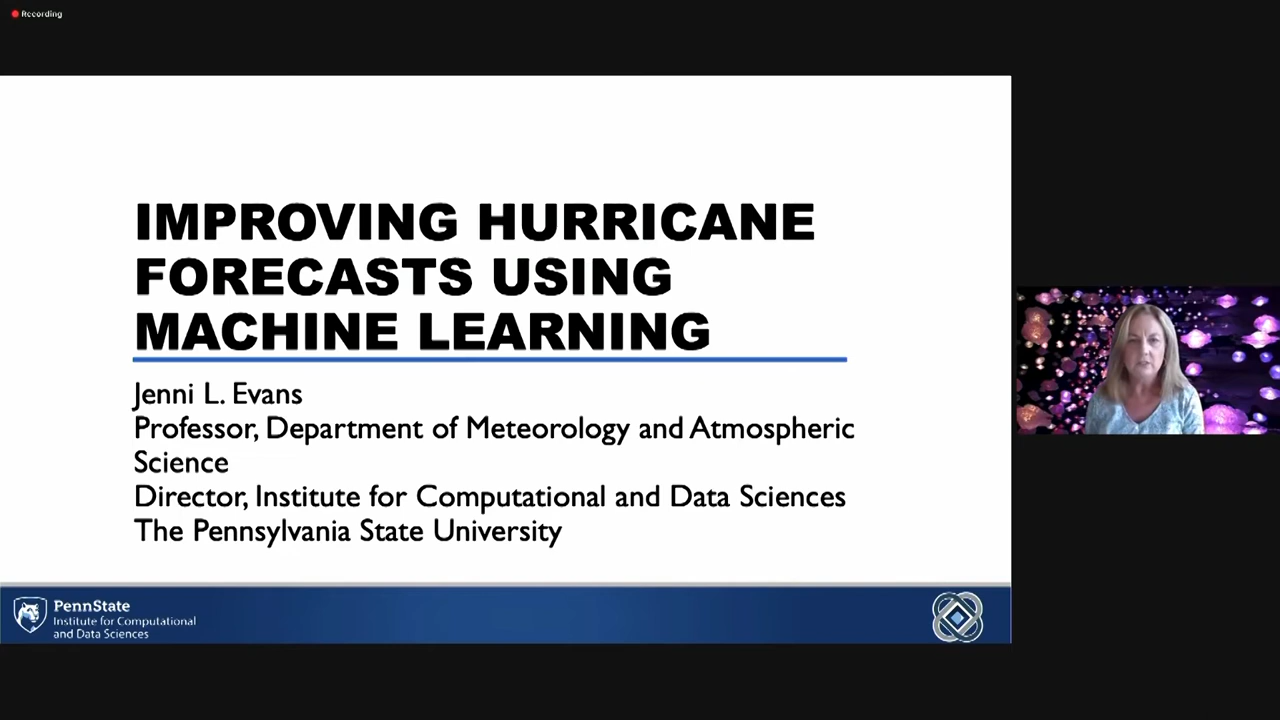 Recording
IMPROVING HURRICANE
FORECASTS USING
MACHINE LEARNING
Jenni L. Evans
Professor, Department of Meteorology and Atmospheric
Science
Director, Institute for Computational and Data Sciences
The Pennsylvania State University
PennState
Institute for Computational
and Data Sciences